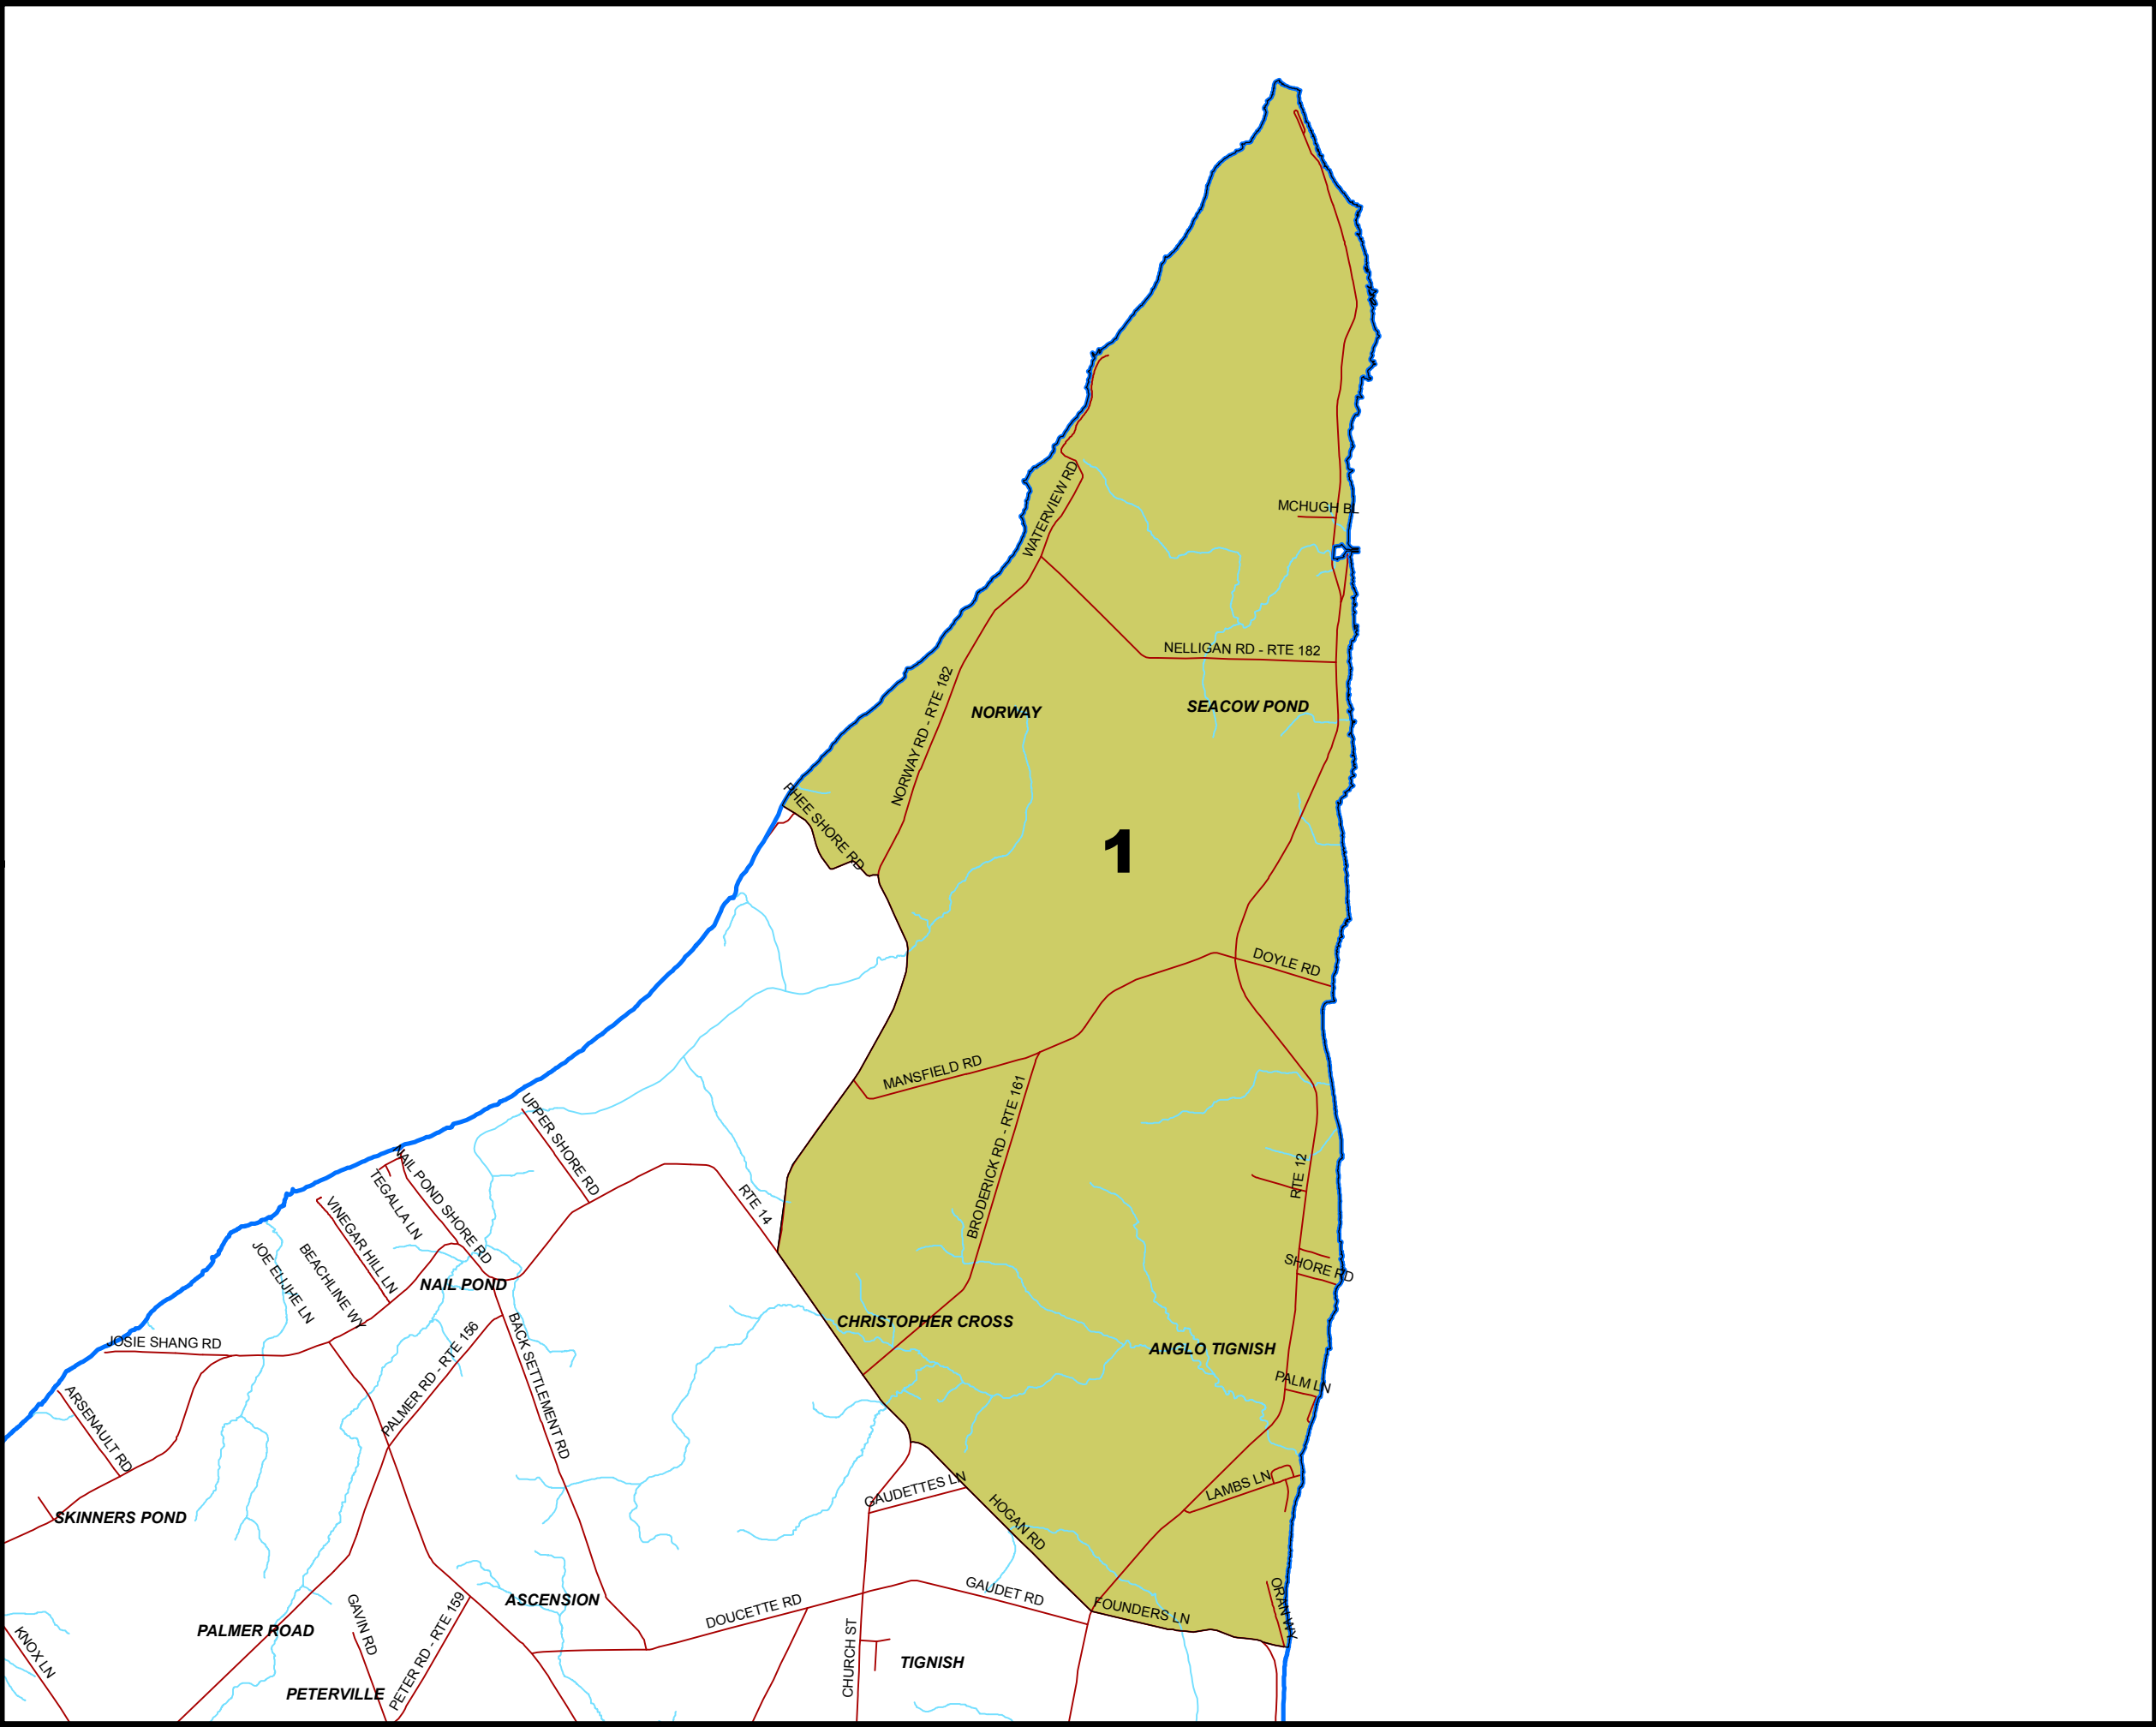 WATERVIEW RD
MCHUGH BL
NELLIGAN RD - RTE 182
NORWAY RD - RTE 182
NORWAY
SEACOW POND
PHEE SHORE RD
1
DOYLE RD
MANSFIELD RD
BRODERICK RD - RTE 161
UPPER SHORE RD
NAIL POND SHORE RD
TEGALLA LN
VINEGAR HILL LN
BEACHLINE WY
JOE ELIJHE LN
RTE 14
RTE 12
SHORE RD
NAIL POND
CHRISTOPHER CROSS
ANGLO TIGNISH
JOSIE SHANG RD
PALMER RD - RTE 156
BACK SETTLEMENT RD
ARSENAULT RD
PALM LN
LAMBS LN
GAUDETTES LN
HOGAN RD
SKINNERS POND
ASCENSION
DOUCETTE RD
GAUDET RD
FOUNDERS LN
ORAN WY
PALMER ROAD
GAVIN RD
PETER RD - RTE 159
KNOX LN
CHURCH ST
TIGNISH
PETERVILLE